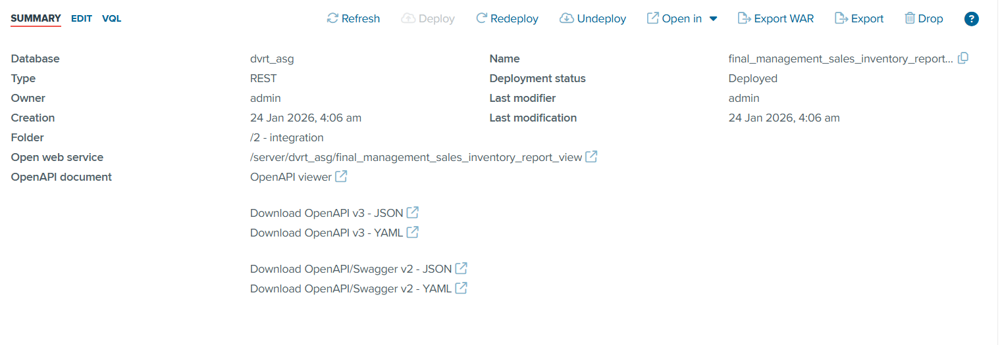 SUMMARY EDIT VQL Refresh Deploy Redeploy Undeploy Open in Export WAR Export Drop ?
Database dvrt_asg Name final_management_sales_inventory_report...
Type REST Deployment status Deployed
Owner admin Last modifier admin
Creation 24 Jan 2026, 4:06 am Last modification 24 Jan 2026, 4:06 am
Folder /2 - integration
Open web service /server/dvrt_asg/final_management_sales_inventory_report_view
OpenAPI document OpenAPI viewer
Download OpenAPI v3 - JSON
Download OpenAPI v3 - YAML
Download OpenAPI/Swagger v2 - JSON
Download OpenAPI/Swagger v2 - YAML